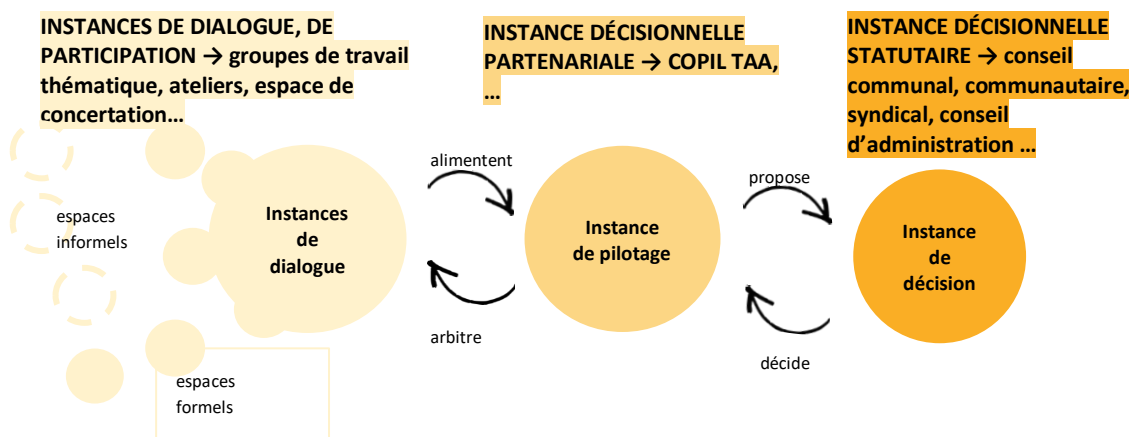 INSTANCES DE DIALOGUE, DE
PARTICIPATION → groupes de travail
thématique, ateliers, espace de
concertation…
INSTANCE DÉCISIONNELLE
PARTENARIALE → COPIL TAA,
…
INSTANCE DÉCISIONNELLE
STATUTAIRE → conseil
communal, communautaire,
syndical, conseil
d’administration …
espaces
informels
Instances
de
dialogue
espaces
formels
alimentent
arbitre
Instance
de pilotage
propose
décide
Instance
de
décision